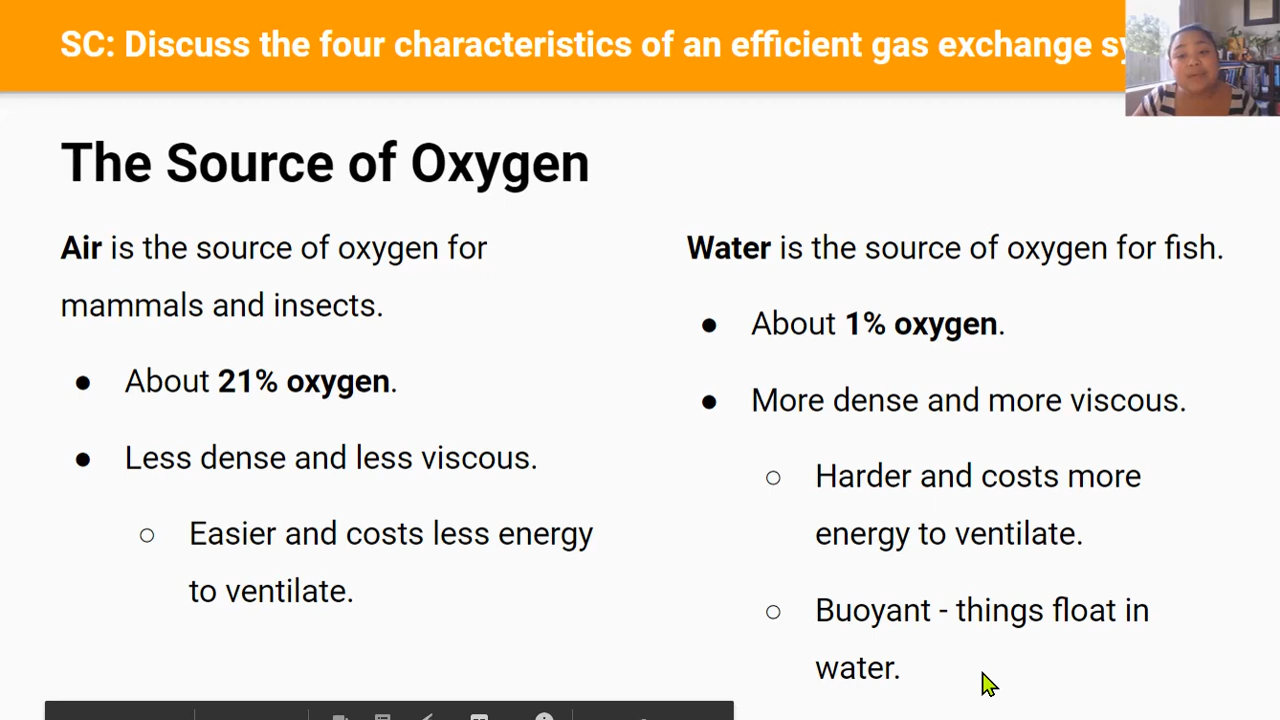 SC: Discuss the four characteristics of an efficient gas exchange
The Source of Oxygen
Air is the source of oxygen for
mammals and insects.
● About 21% oxygen.
● Less dense and less viscous.
○ Easier and costs less energy
to ventilate.
Water is the source of oxygen for fish.
● About 1% oxygen.
● More dense and more viscous.
○ Harder and costs more
energy to ventilate.
○ Buoyant - things float in
water.